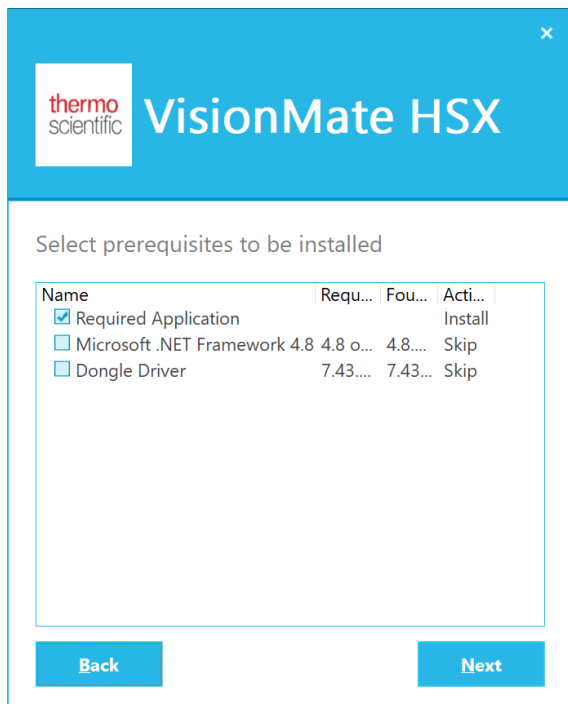 ×
thermo
scientific
VisionMate HSX
Select prerequisites to be installed
Name Requ... Fou... Acti...
Required Application Install
Microsoft .NET Framework 4.8 4.8 o... 4.8.... Skip
Dongle Driver 7.43.... 7.43... Skip
Back Next